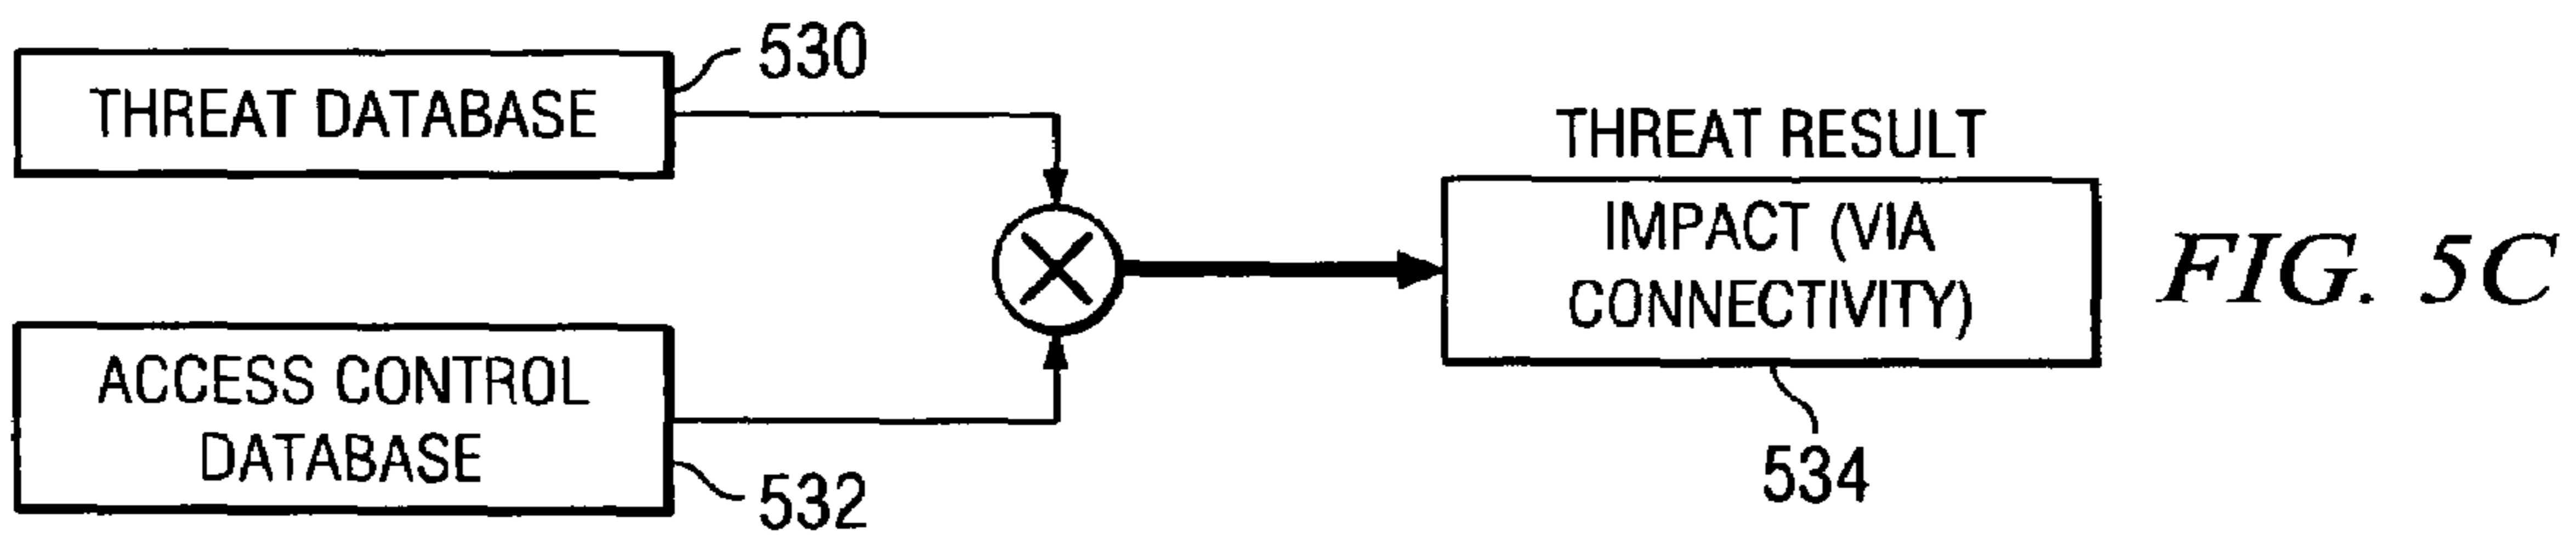 530
THREAT DATABASE
THREAT RESULT
IMPACT (VIA
CONNECTIVITY)
FIG. 5C
ACCESS CONTROL
DATABASE
532
534